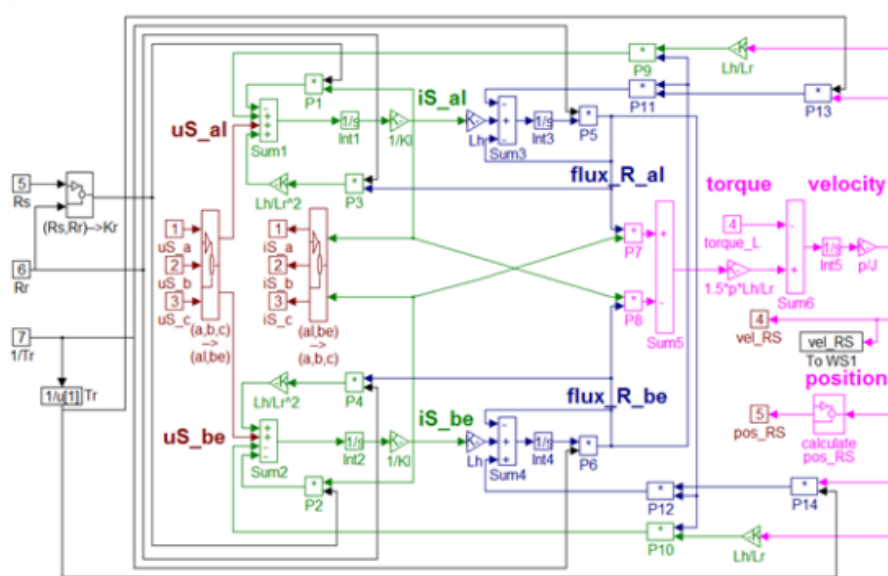 P9
Lh/Lr
P1
iS_al
P11
P13
uS_al
Sum1
Int1
1/Kl
Lh
Sum3
Int3
P5
5
Rs
(Rs,Rr)-->Kr
Lh/Lr^2
P3
flux_R_al
torque
velocity
6
Rr
1
uS_a
2
uS_b
3
uS_c
(a,b,c)
->
(al,be)
1
iS_a
2
iS_b
3
iS_c
(al,be)
->
(a,b,c)
P7
P8
Sum5
4
torque_L
1.5*p*Lh/Lr
Sum6
1/s
Int5
p/J
7
1/Tr
1/u[1]
Tr
4
vel_RS
vel_RS
To WS1
position
Lh/Lr^2
P4
flux_R_be
5
pos_RS
calculate
pos_RS
uS_be
iS_be
Sum2
1/s
Int2
1/Kl
Lh
Sum4
1/s
Int4
P6
P2
P12
P14
P10
Lh/Lr